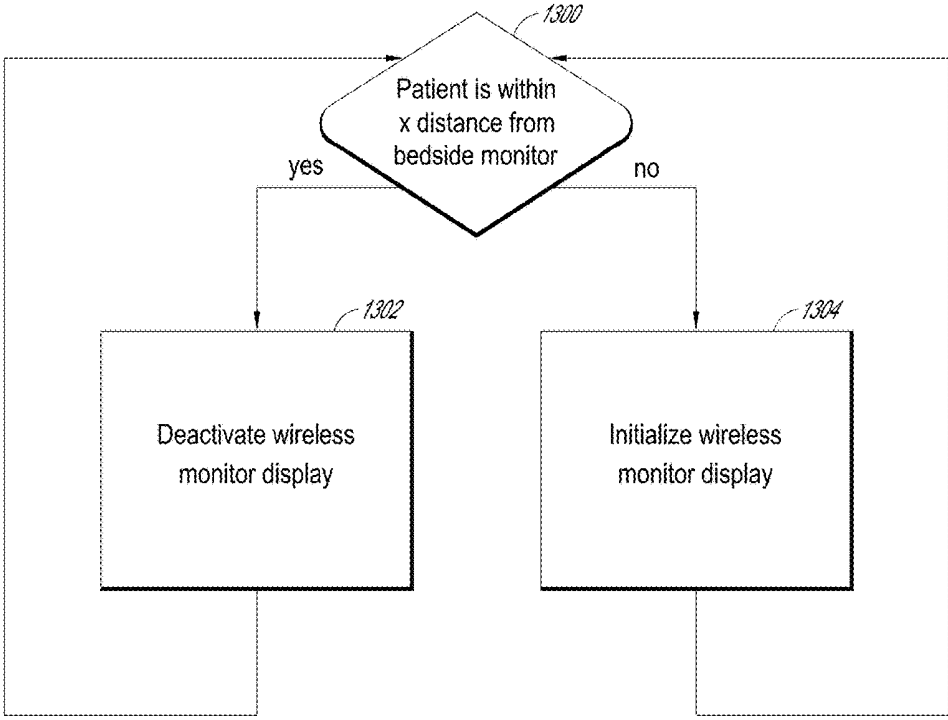 1300
Patient is within
x distance from
bedside monitor
yes
no
1302
1304
Deactivate wireless
monitor display
Initialize wireless
monitor display